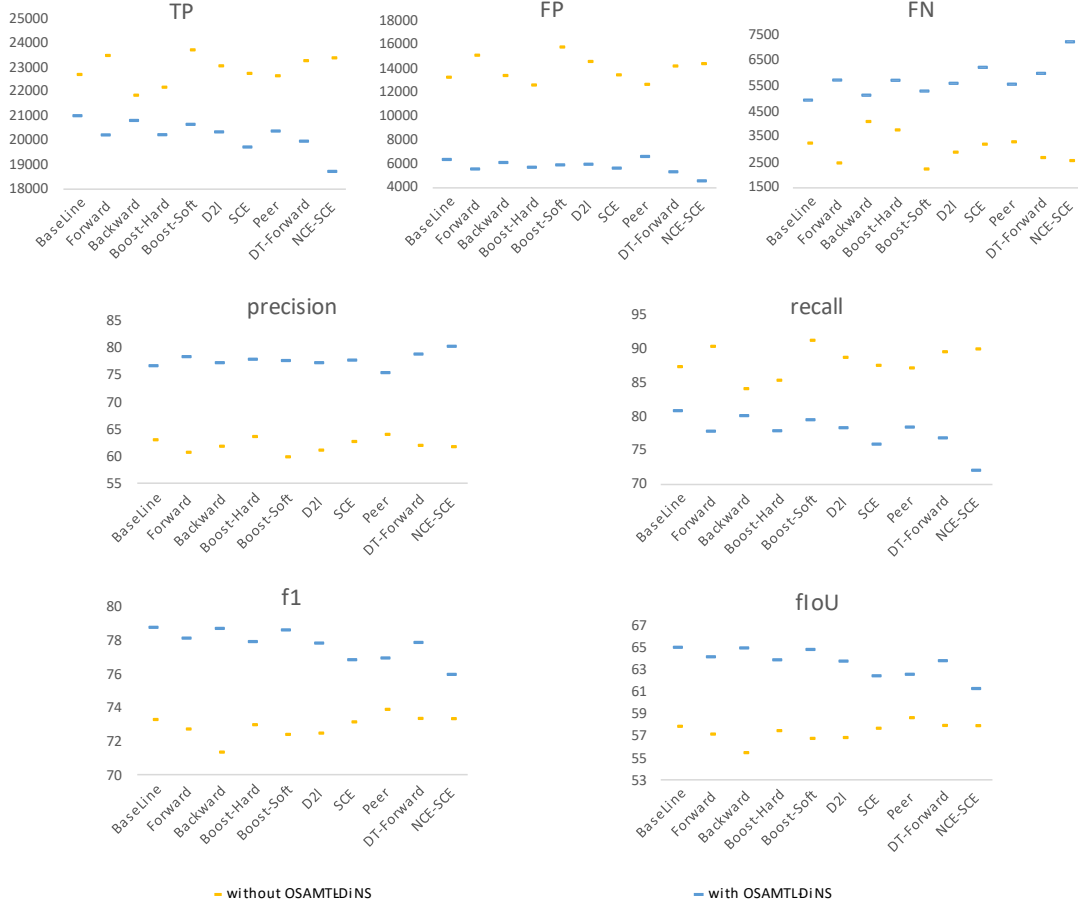 TP
25000
24000
23000
22000
21000
20000
19000
18000
BaseLine
Forward
Backward
Boost-Hard
Boost-Soft
D2l
SCE
Peer
DT-Forward
NCE-SCE
FP
18000
16000
14000
12000
10000
8000
6000
4000
BaseLine
Forward
Backward
Boost-Hard
Boost-Soft
D2l
SCE
Peer
DT-Forward
NCE-SCE
FN
7500
6500
5500
4500
3500
2500
1500
BaseLine
Forward
Backward
Boost-Hard
Boost-Soft
D2l
SCE
Peer
DT-Forward
NCE-SCE
precision
85
80
75
70
65
60
55
BaseLine
Forward
Backward
Boost-Hard
Boost-Soft
D2l
SCE
Peer
DT-Forward
NCE-SCE
recall
95
90
85
80
75
70
BaseLine
Forward
Backward
Boost-Hard
Boost-Soft
D2l
SCE
Peer
DT-Forward
NCE-SCE
f1
80
78
76
74
72
70
BaseLine
Forward
Backward
Boost-Hard
Boost-Soft
D2l
SCE
Peer
DT-Forward
NCE-SCE
fIoU
67
65
63
61
59
57
55
53
BaseLine
Forward
Backward
Boost-Hard
Boost-Soft
D2l
SCE
Peer
DT-Forward
NCE-SCE
without OSAMTL-DiNS
with OSAMTL-DiNS